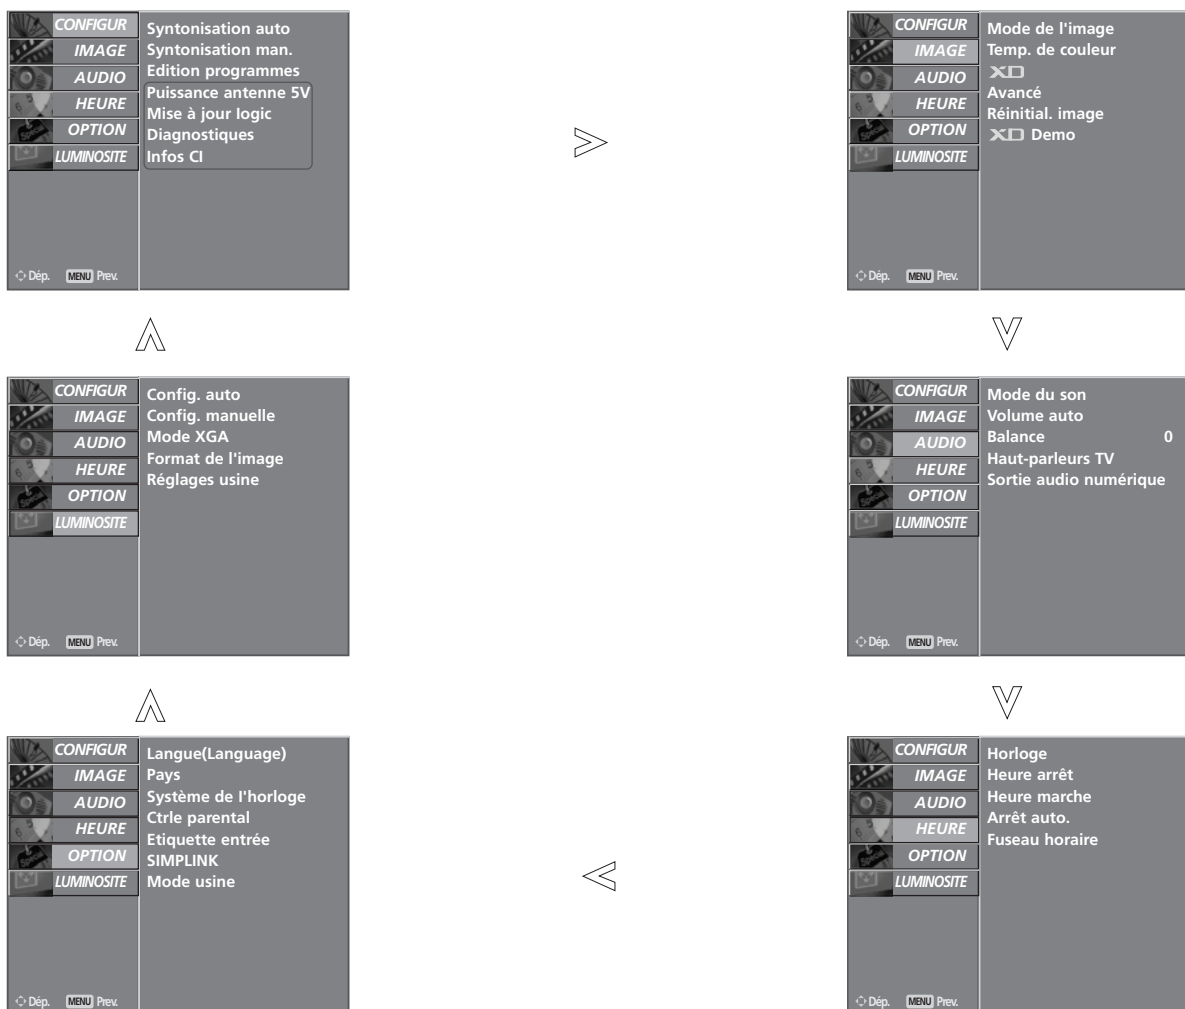 CONFIGUR
IMAGE
AUDIO
HEURE
OPTION
LUMINOSITE
Syntonisation auto
Syntonisation man.
Edition programmes
Puissance antenne 5V
Mise à jour logic
Diagnostiques
Infos CI
Dép. MENU Prev.
CONFIGUR
IMAGE
AUDIO
HEURE
OPTION
LUMINOSITE
Mode de l'image
Temp. de couleur
XD
Avancé
Réinitial. image
XD Demo
Dép. MENU Prev.
CONFIGUR
IMAGE
AUDIO
HEURE
OPTION
LUMINOSITE
Config. auto
Config. manuelle
Mode XGA
Format de l'image
Réglages usine
Dép. MENU Prev.
CONFIGUR
IMAGE
AUDIO
HEURE
OPTION
LUMINOSITE
Mode du son
Volume auto
Balance 0
Haut-parleurs TV
Sortie audio numérique
Dép. MENU Prev.
CONFIGUR
IMAGE
AUDIO
HEURE
OPTION
LUMINOSITE
Langue(Language)
Pays
Système de l'horloge
Ctrle parental
Etiquette entrée
SIMPLINK
Mode usine
Dép. MENU Prev.
CONFIGUR
IMAGE
AUDIO
HEURE
OPTION
LUMINOSITE
Horloge
Heure arrêt
Heure marche
Arrêt auto.
Fuseau horaire
Dép. MENU Prev.